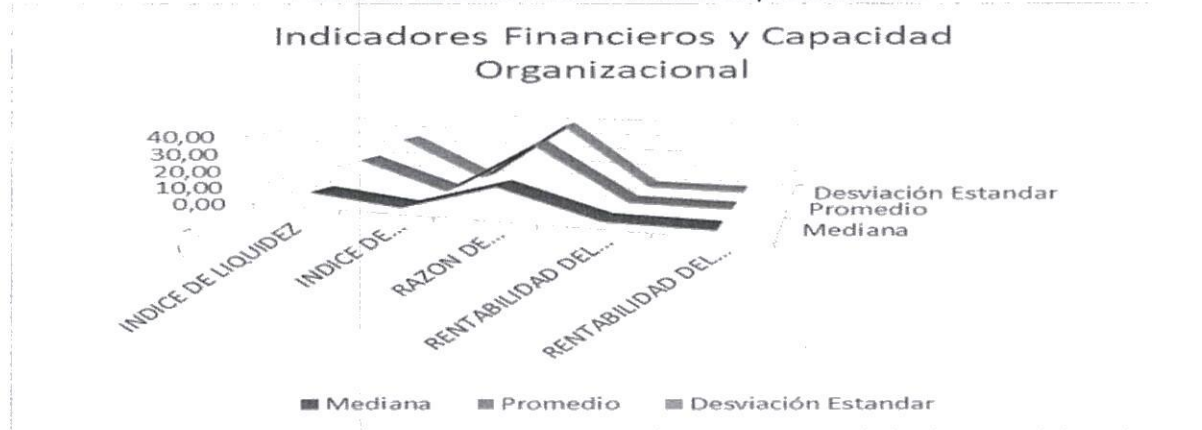 Indicadores Financieros y Capacidad
Organizacional
40,00
30,00
20,00
10,00
0,00
Desviación Estandar
Promedio
Mediana
INDICE DE LIQUIDEZ
INDICE DE...
RAZON DE...
RENTABILIDAD DEL...
RENTABILIDAD DEL...
Mediana Promedio Desviación Estandar